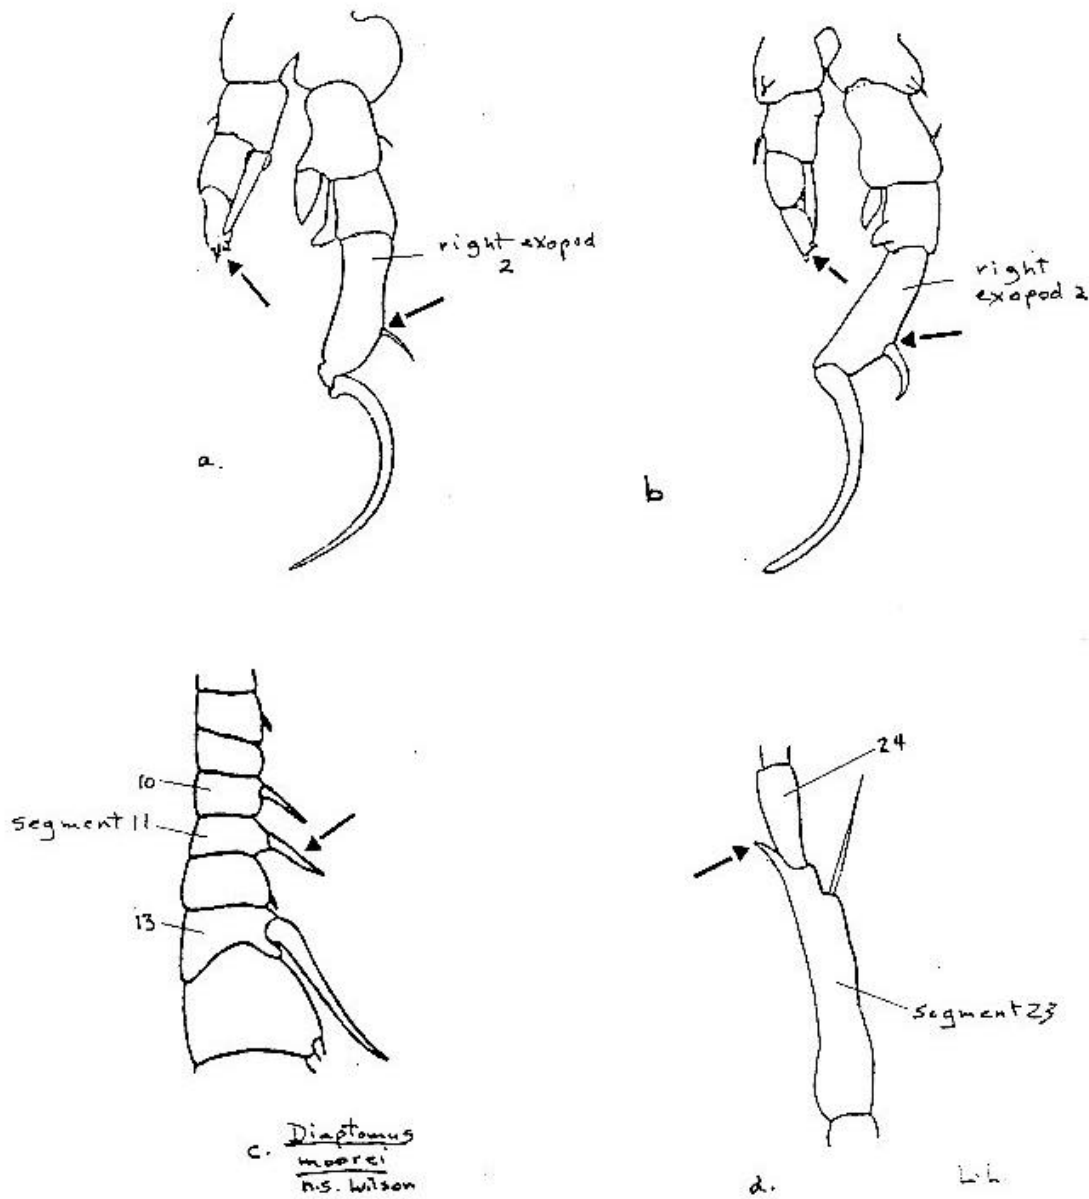 right exopod
2
a.
right
exopod 2
b
10
segment 11
13
c. Diaptomus
moorei
M.S. Wilson
24
segment 23
d.
L.L.